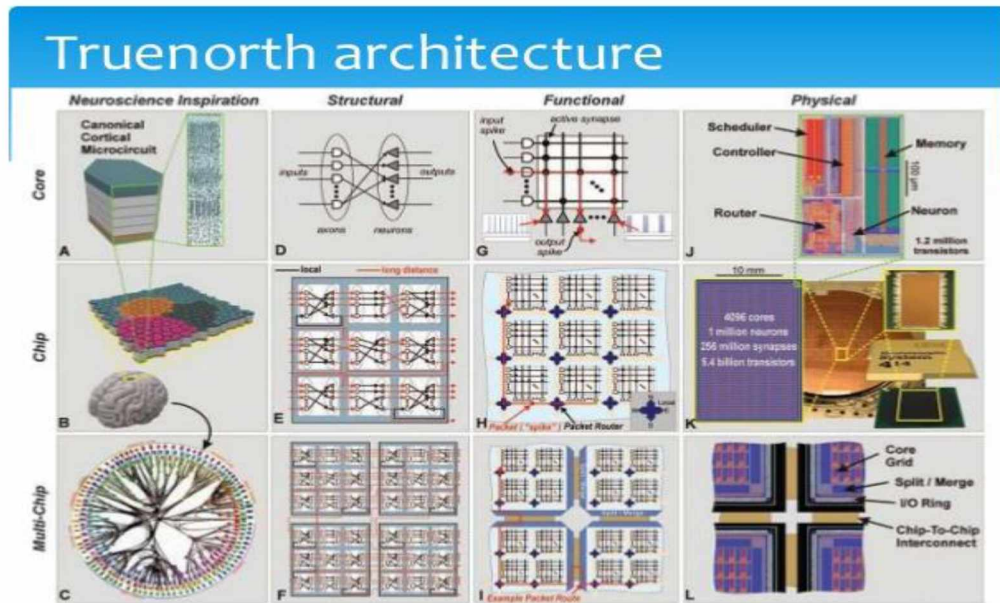 Truenorth architecture
Neuroscience Inspiration
Structural
Functional
Physical
Core
Canonical
Cortical
Microcircuit
A
inputs
outputs
axons
neurons
D
input
spike
active synapse
output
spike
G
Scheduler
Controller
Memory
100 µm
Router
Neuron
1.2 million
transistors
J
Chip
B
local
long distance
E
Packet ("spike")
Packet Router
Local
H
10 mm
4096 cores
1 million neurons
256 million synapses
5.4 billion transistors
K
Multi-Chip
C
F
Split / Merge
Example Packet Route
I
Core
Grid
Split / Merge
I/O Ring
Chip-To-Chip
Interconnect
L